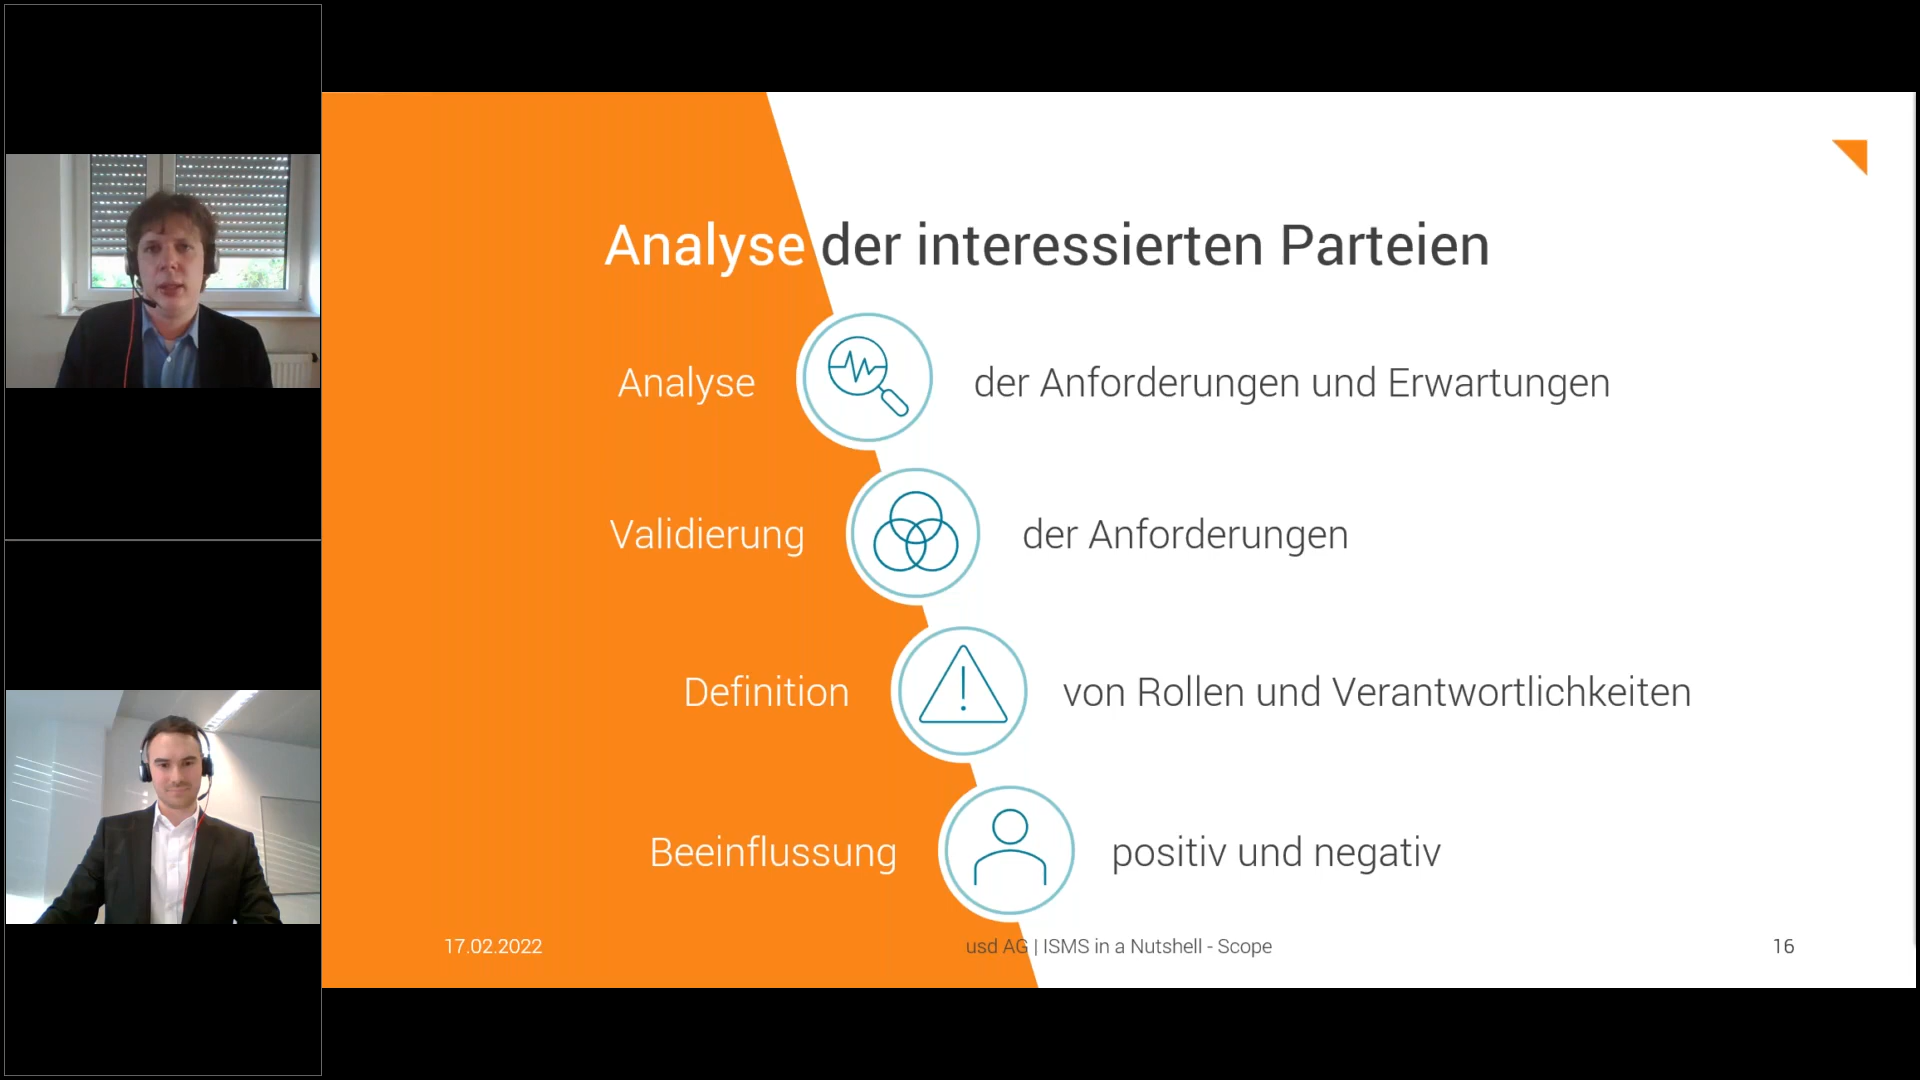 Analyse der interessierten Parteien
Analyse der Anforderungen und Erwartungen
Validierung der Anforderungen
Definition von Rollen und Verantwortlichkeiten
Beeinflussung positiv und negativ
17.02.2022 usd AG | ISMS in a Nutshell - Scope 16